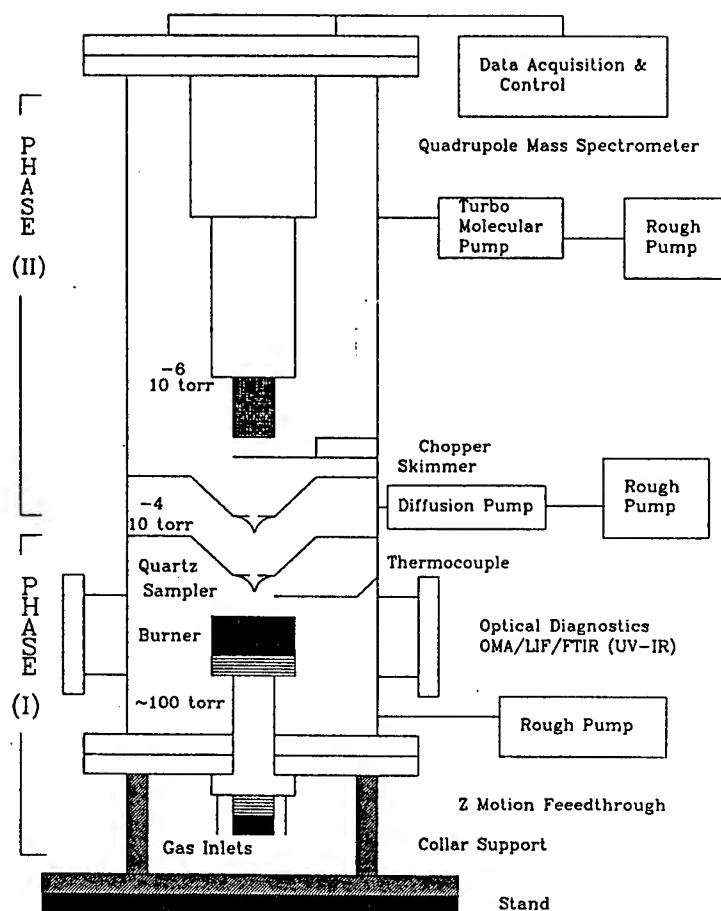 Data Acquisition &
Control
Quadrupole Mass Spectrometer
PHASE
(II)
Turbo
Molecular
Pump
Rough
Pump
-6
10 torr
Chopper
Skimmer
-4
10 torr
Diffusion Pump
Rough
Pump
PHASE
(I)
Quartz
Sampler
Thermocouple
Burner
Optical Diagnostics
OMA/LIF/FTIR (UV-IR)
~100 torr
Rough Pump
Z Motion Feeedthrough
Gas Inlets
Collar Support
Stand